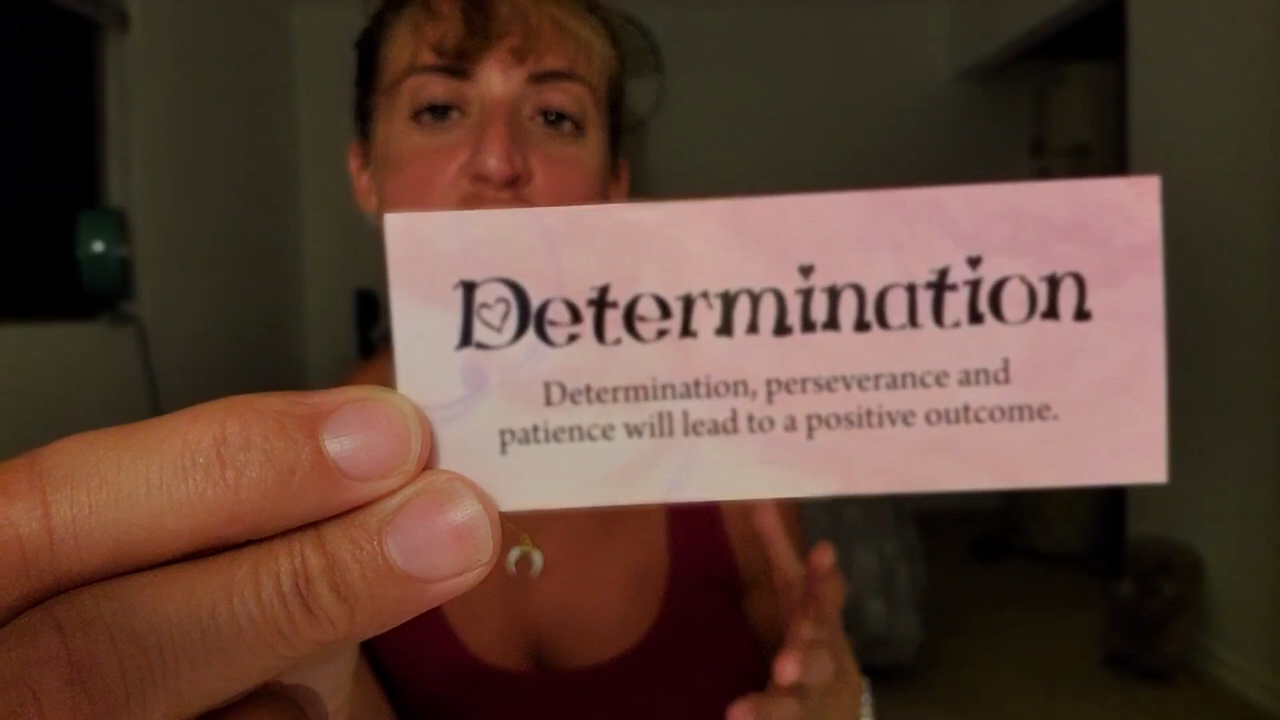 Determination
Determination, perseverance and
patience will lead to a positive outcome.